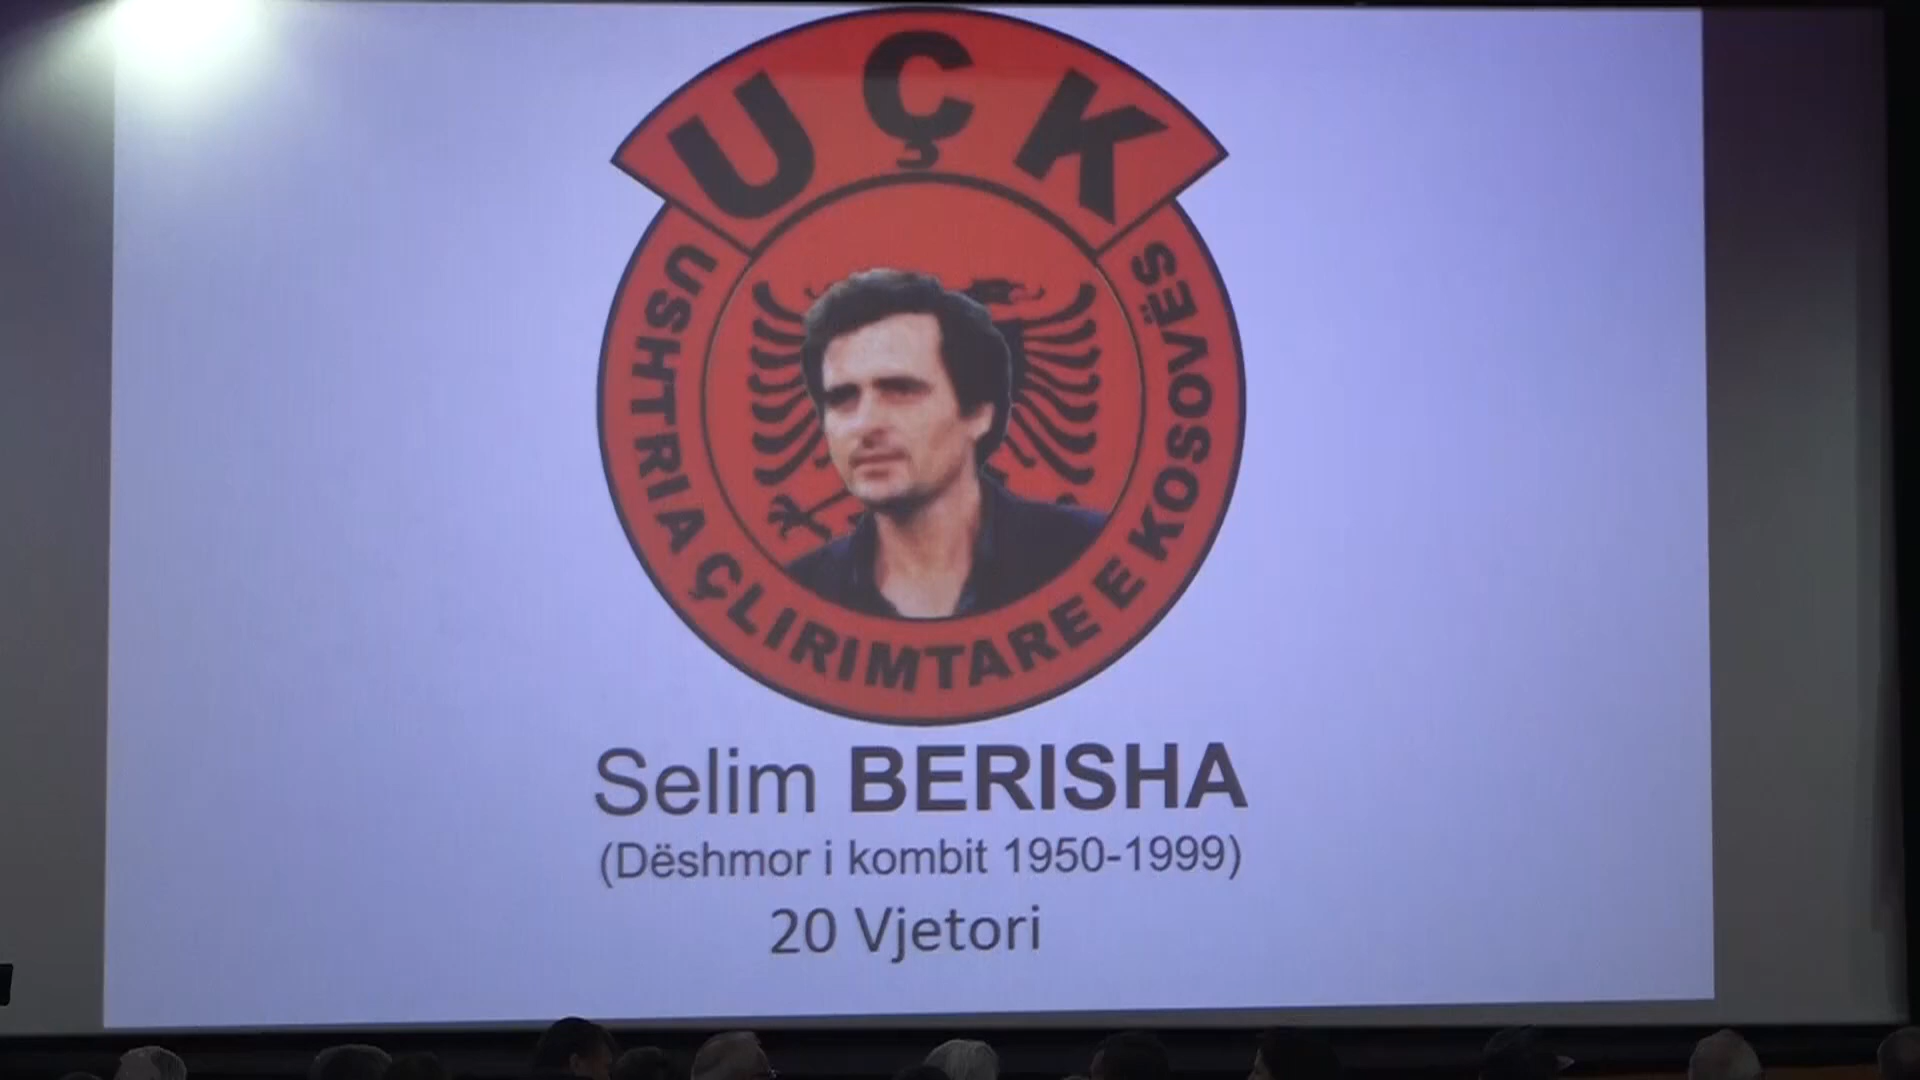 UÇK
USHTRIA ÇLIRIMTARE E KOSOVËS
Selim BERISHA
(Dëshmor i kombit 1950-1999)
20 Vjetori